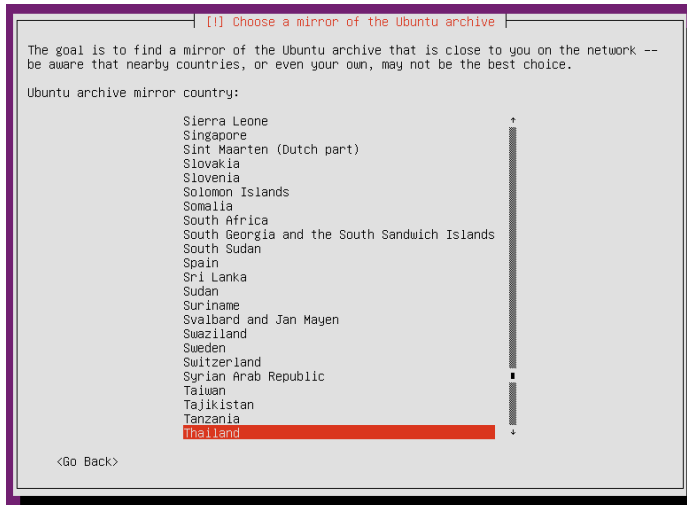 [!] Choose a mirror of the Ubuntu archive
The goal is to find a mirror of the Ubuntu archive that is close to you on the network --
be aware that nearby countries, or even your own, may not be the best choice.
Ubuntu archive mirror country:
Sierra Leone
Singapore
Sint Maarten (Dutch part)
Slovakia
Slovenia
Solomon Islands
Somalia
South Africa
South Georgia and the South Sandwich Islands
South Sudan
Spain
Sri Lanka
Sudan
Suriname
Svalbard and Jan Mayen
Swaziland
Sweden
Switzerland
Syrian Arab Republic
Taiwan
Tajikistan
Tanzania
Thailand
<Go Back>